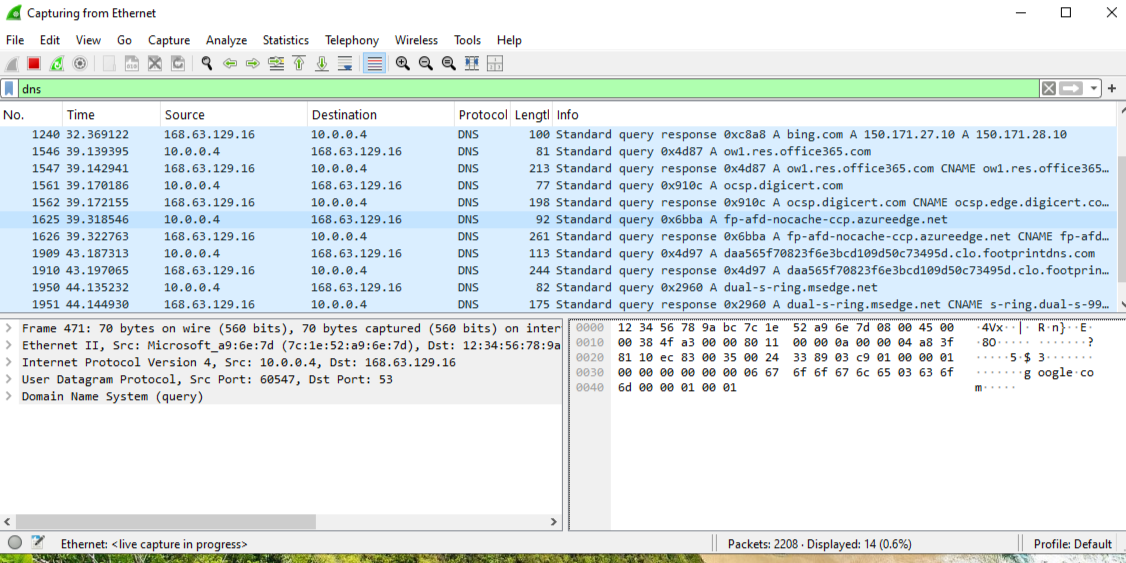 Capturing from Ethernet
File Edit View Go Capture Analyze Statistics Telephony Wireless Tools Help
dns
No. Time Source Destination Protocol Lengtl Info
1240 32.369122 168.63.129.16 10.0.0.4 DNS 100 Standard query response 0xc8a8 A bing.com A 150.171.27.10 A 150.171.28.10
1546 39.139395 10.0.0.4 168.63.129.16 DNS 81 Standard query 0x4d87 A ow1.res.office365.com
1547 39.142941 168.63.129.16 10.0.0.4 DNS 213 Standard query response 0x4d87 A ow1.res.office365.com CNAME ow1.res.office365…
1561 39.170186 10.0.0.4 168.63.129.16 DNS 77 Standard query 0x910c A ocsp.digicert.com
1562 39.172155 168.63.129.16 10.0.0.4 DNS 198 Standard query response 0x910c A ocsp.digicert.com CNAME ocsp.edge.digicert.co…
1625 39.318546 10.0.0.4 168.63.129.16 DNS 92 Standard query 0x6bba A fp-afd-nocache-ccp.azureedge.net
1626 39.322763 168.63.129.16 10.0.0.4 DNS 261 Standard query response 0x6bba A fp-afd-nocache-ccp.azureedge.net CNAME fp-afd…
1909 43.187313 10.0.0.4 168.63.129.16 DNS 113 Standard query 0x4d97 A daa565f70823f6e3bcd109d50c73495d.clo.footprintdns.com
1910 43.197065 168.63.129.16 10.0.0.4 DNS 244 Standard query response 0x4d97 A daa565f70823f6e3bcd109d50c73495d.clo.footprin…
1950 44.135232 10.0.0.4 168.63.129.16 DNS 82 Standard query 0x2960 A dual-s-ring.msedge.net
1951 44.144930 168.63.129.16 10.0.0.4 DNS 175 Standard query response 0x2960 A dual-s-ring.msedge.net CNAME s-ring.dual-s-99…
Frame 471: 70 bytes on wire (560 bits), 70 bytes captured (560 bits) on inter
Ethernet II, Src: Microsoft_a9:6e:7d (7c:1e:52:a9:6e:7d), Dst: 12:34:56:78:9a
Internet Protocol Version 4, Src: 10.0.0.4, Dst: 168.63.129.16
User Datagram Protocol, Src Port: 60547, Dst Port: 53
Domain Name System (query)
0000 12 34 56 78 9a bc 7c 1e 52 a9 6e 7d 08 00 45 00 ·4Vx··|· R·n}··E·
0010 00 38 4f a3 00 00 80 11 00 00 0a 00 00 04 a8 3f ·8O····· ·······?
0020 81 10 ec 83 00 35 00 24 33 89 03 c9 01 00 00 01 ·····5·$ 3·······
0030 00 00 00 00 00 00 06 67 6f 6f 67 6c 65 03 63 6f ·······g oogle·co
0040 6d 00 00 01 00 01 m·····
Ethernet: <live capture in progress>
Packets: 2208 · Displayed: 14 (0.6%)
Profile: Default